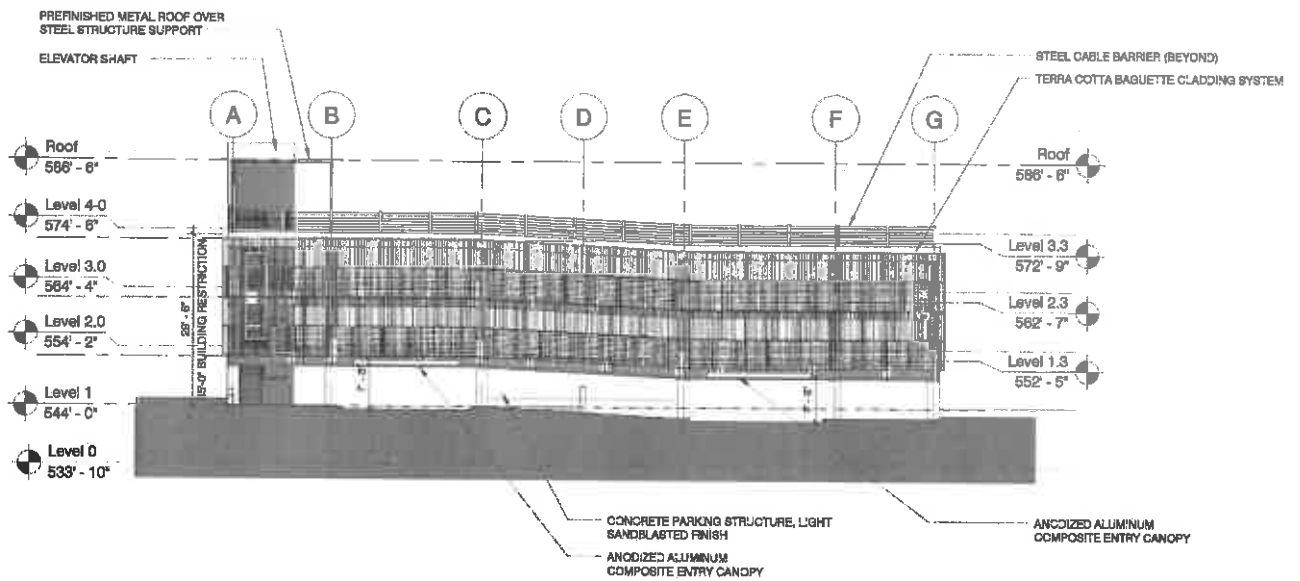 PREFINISHED METAL ROOF OVER
STEEL STRUCTURE SUPPORT
ELEVATOR SHAFT
STEEL CABLE BARRIER (BEYOND)
TERRA COTTA BAGUETTE CLADDING SYSTEM
A
B
C
D
E
F
G
Roof
586' - 6"
Roof
586' - 6"
Level 4-0
574' - 6"
Level 3.3
572' - 9"
Level 3.0
564' - 4"
Level 2.3
562' - 7"
Level 2.0
554' - 2"
BUILDING RESTRICTION
Level 1.3
552' - 5"
Level 1
544' - 0"
Level 0
533' - 10"
CONCRETE PARKING STRUCTURE, LIGHT
SANDBLASTED FINISH
ANODIZED ALUMINUM
COMPOSITE ENTRY CANOPY
ANODIZED ALUMINUM
COMPOSITE ENTRY CANOPY